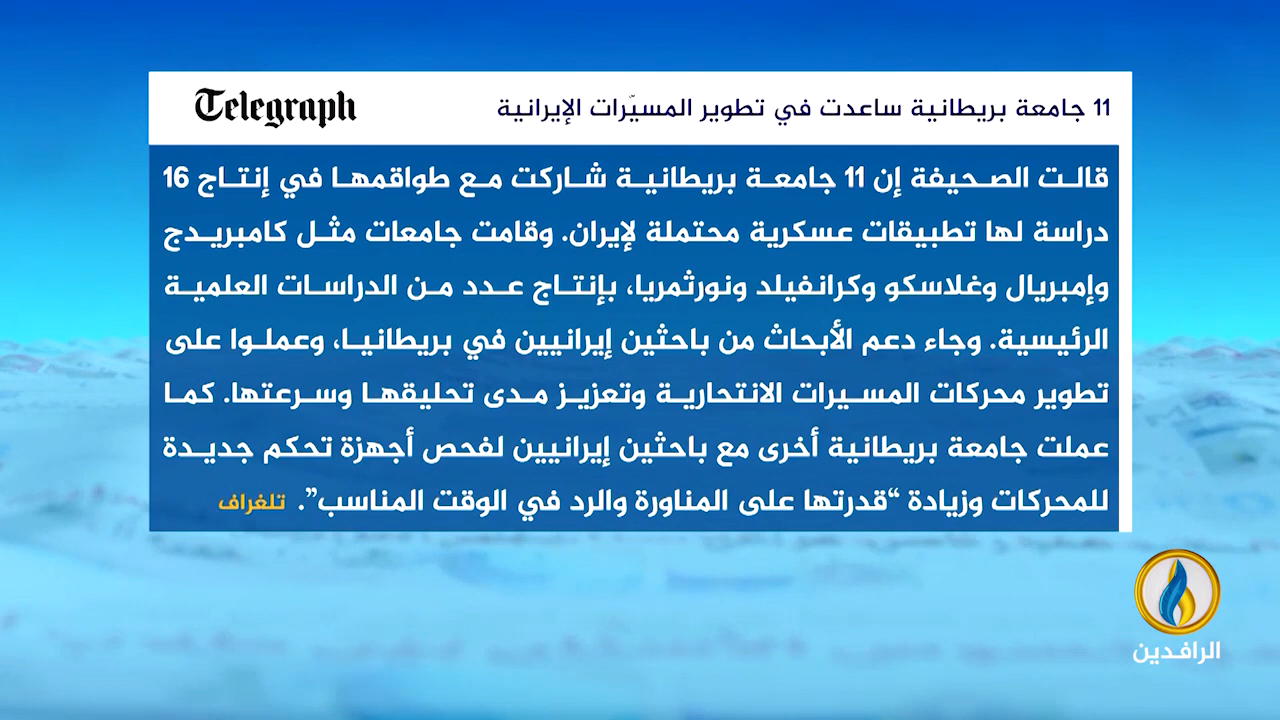 11 جامعة بريطانية ساعدت في تطوير المسيّرات الإيرانية
Telegraph
قالت الصحيفة إن 11 جامعة بريطانية شاركت مع طواقمها في إنتاج 16
دراسة لها تطبيقات عسكرية محتملة لإيران. وقامت جامعات مثل كامبريدج
وإمبريال وغلاسكو وكرانفيلد ونورثمريا، بإنتاج عدد من الدراسات العلمية
الرئيسية. وجاء دعم الأبحاث من باحثين إيرانيين في بريطانيا، وعملوا على
تطوير محركات المسيرات الانتحارية وتعزيز مدى تحليقها وسرعتها. كما
عملت جامعة بريطانية أخرى مع باحثين إيرانيين لفحص أجهزة تحكم جديدة
للمحركات وزيادة “قدرتها على المناورة والرد في الوقت المناسب”. تلغراف
الرافدين